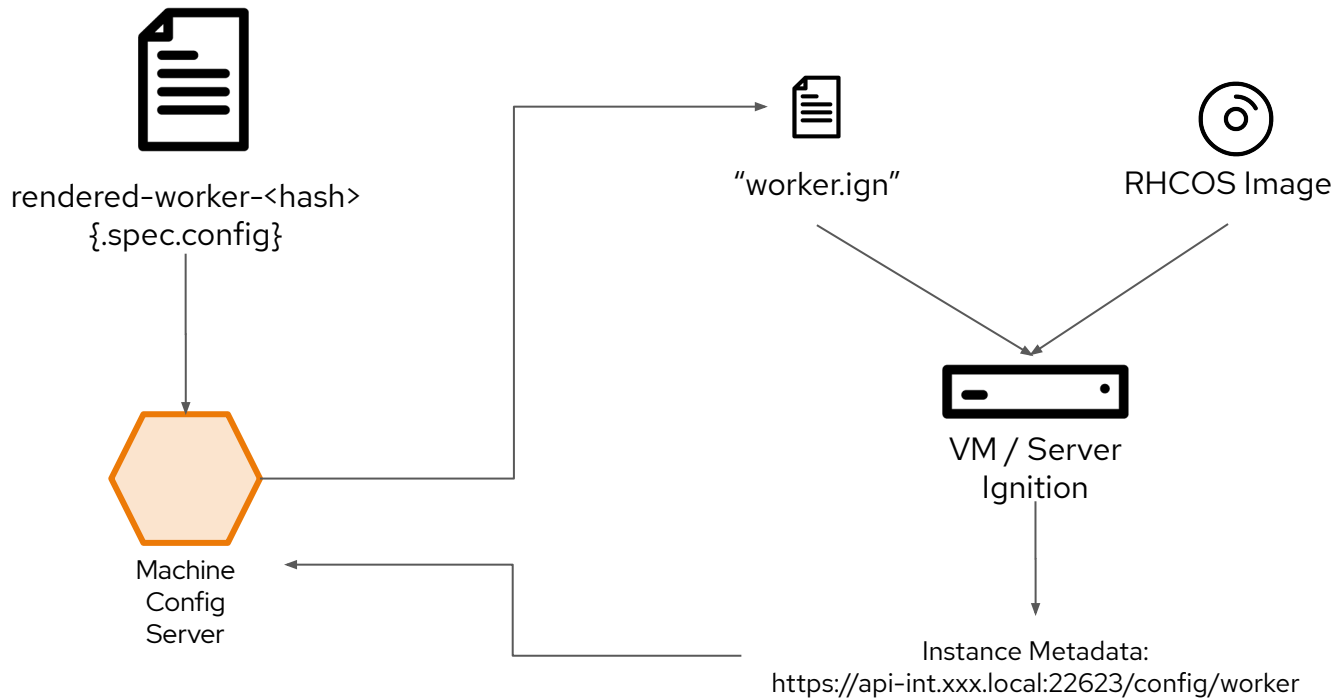 rendered-worker-<hash>
{.spec.config}
“worker.ign”
RHCOS Image
VM / Server
Ignition
Machine
Config
Server
Instance Metadata:
https://api-int.xxx.local:22623/config/worker